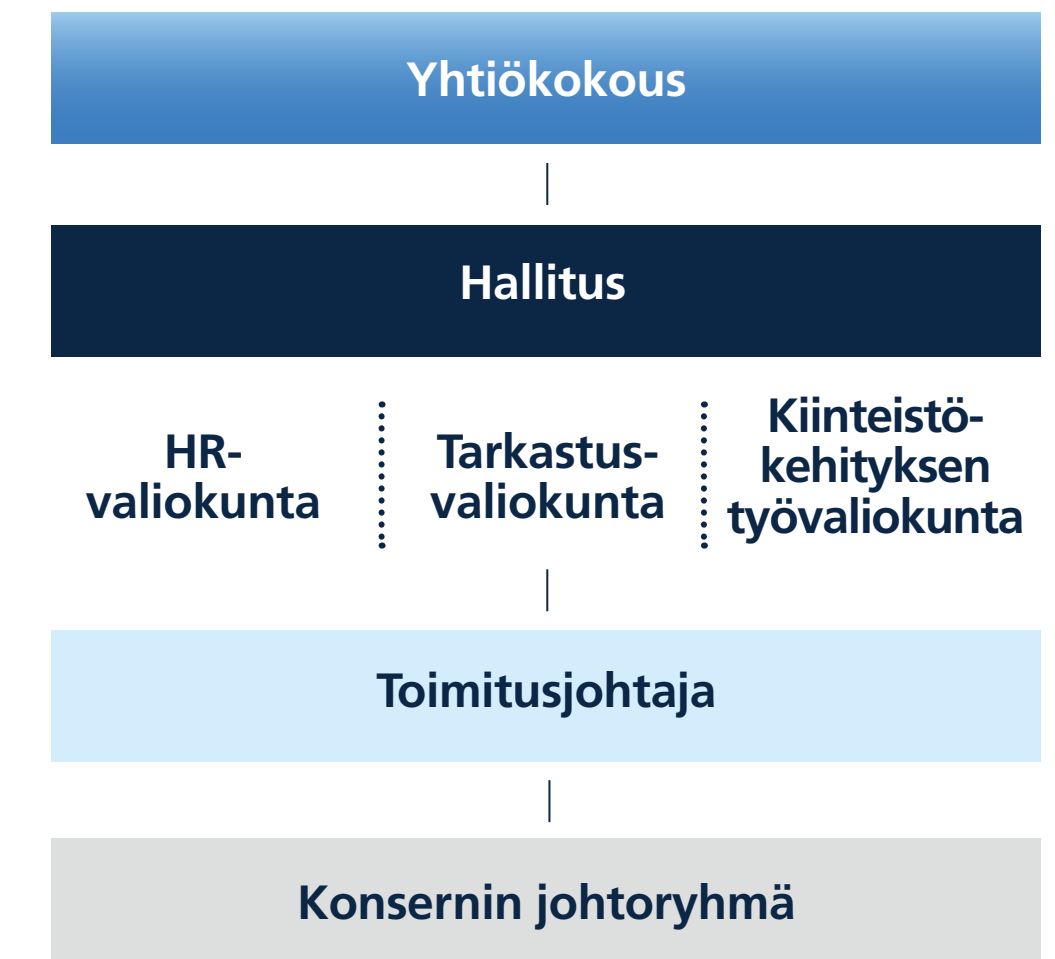 Yhtiökokous
Hallitus
HR-
valiokunta
Tarkastus-
valiokunta
Kiinteistö-
kehityksen
työvaliokunta
Toimitusjohtaja
Konsernin johtoryhmä